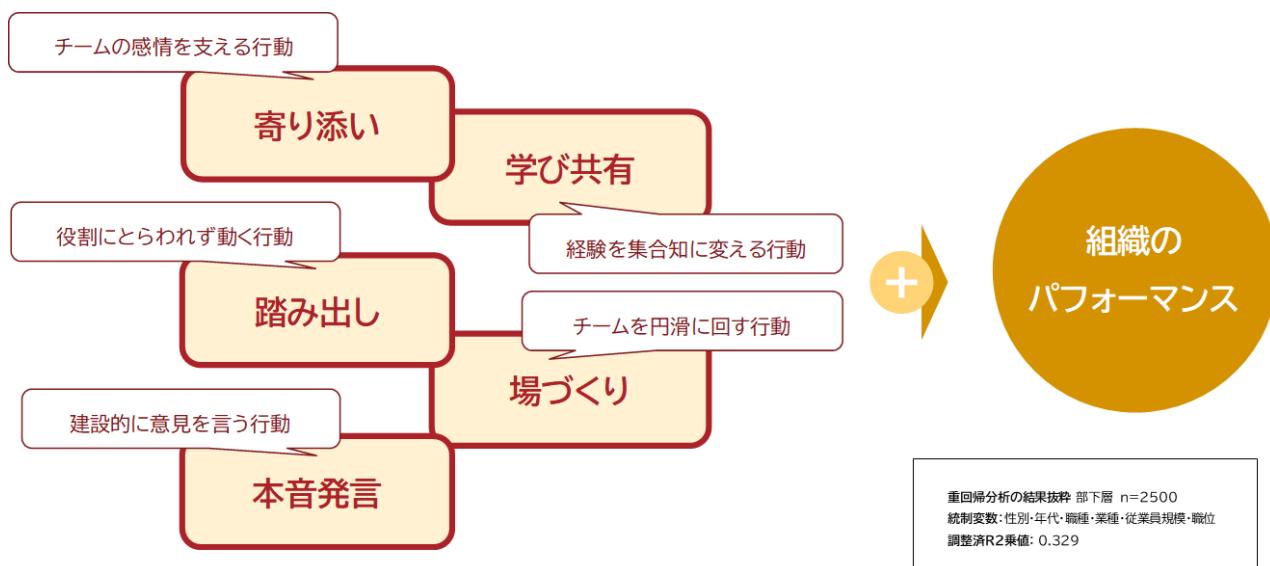 チームの感情を支える行動
寄り添い
学び共有
経験を集合知に変える行動
役割にとらわれず動く行動
踏み出し
チームを円滑に回す行動
場づくり
建設的に意見を言う行動
本音発言
+
組織の
パフォーマンス
重回帰分析の結果抜粋 部下層 n=2500
統制変数:性別・年代・職種・業種・従業員規模・職位
調整済R2乗値: 0.329